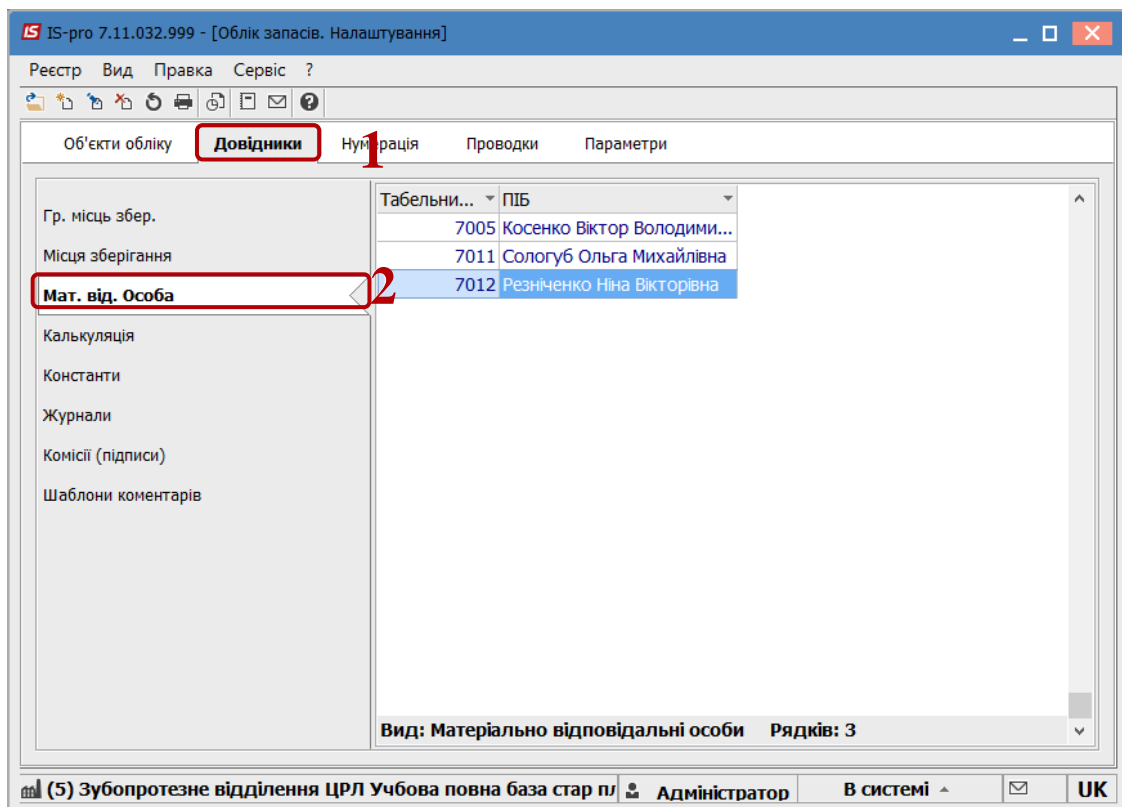 IS-pro 7.11.032.999 - [Облік запасів. Налаштування]
Реєстр Вид Правка Сервіс ?
Об'єкти обліку Довідники Нумерація Проводки Параметри
1
Гр. місць збер.
Місця зберігання
Мат. від. Особа
2
Калькуляція
Константи
Журнали
Комісії (підписи)
Шаблони коментарів
Табельни... ПІБ
7005 Косенко Віктор Володими...
7011 Сологуб Ольга Михайлівна
7012 Резніченко Ніна Вікторівна
Вид: Матеріально відповідальні особи Рядків: 3
(5) Зубопротезне відділення ЦРЛ Учбова повна база стар пл Адміністратор В системі UK